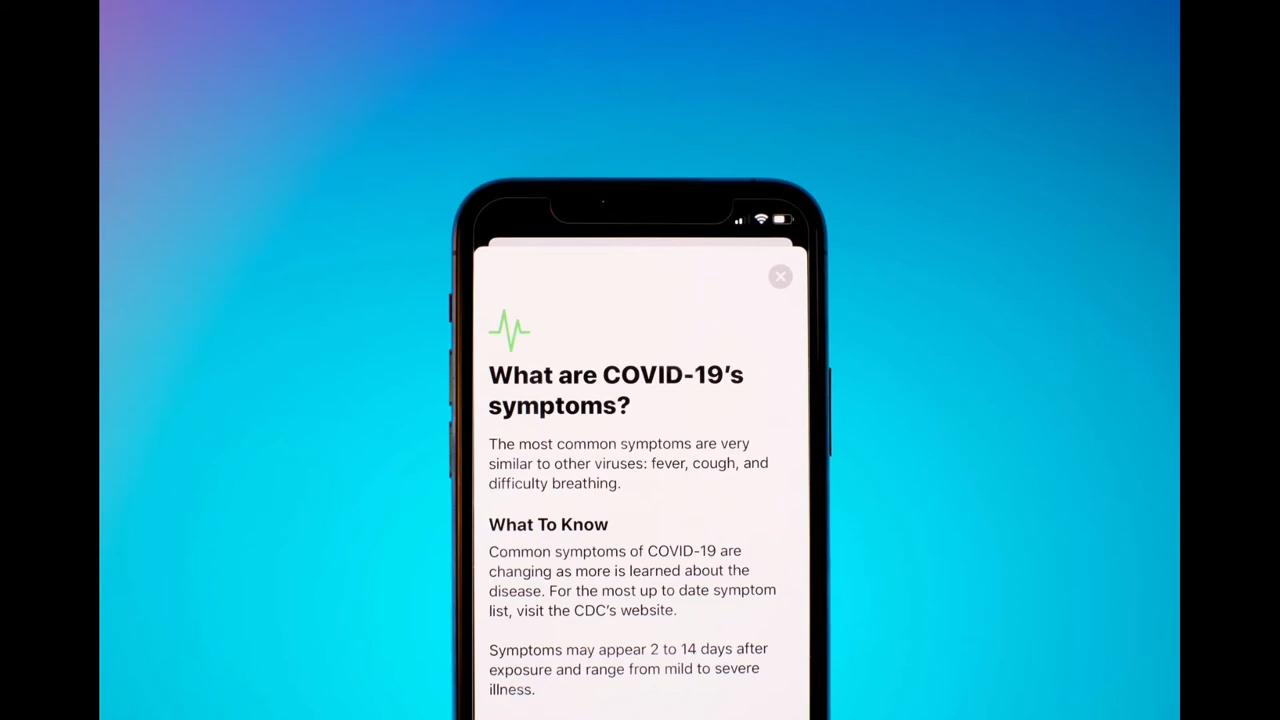 What are COVID-19’s
symptoms?
The most common symptoms are very
similar to other viruses: fever, cough, and
difficulty breathing.
What To Know
Common symptoms of COVID-19 are
changing as more is learned about the
disease. For the most up to date symptom
list, visit the CDC’s website.
Symptoms may appear 2 to 14 days after
exposure and range from mild to severe
illness.